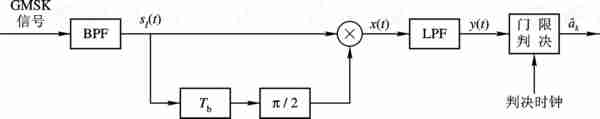 GMSK
信号
BPF
s_I(t)
x(t)
LPF
y(t)
门 限
判 决
â_k
T_b
π/2
判决时钟